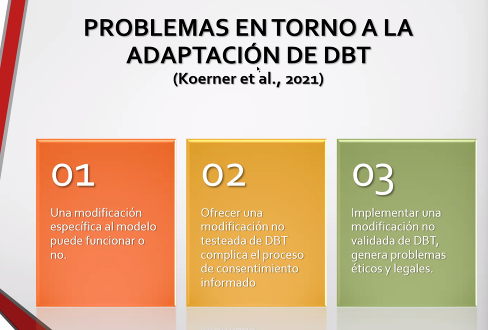 PROBLEMAS EN TORNO A LA
ADAPTACIÓN DE DBT
(Koerner et al., 2021)
01
Una modificación
específica al modelo
puede funcionar o
no.
02
Ofrecer una
modificación no
testeada de DBT
complica el proceso
de consentimiento
informado
03
Implementar una
modificación no
validada de DBT,
genera problemas
éticos y legales.